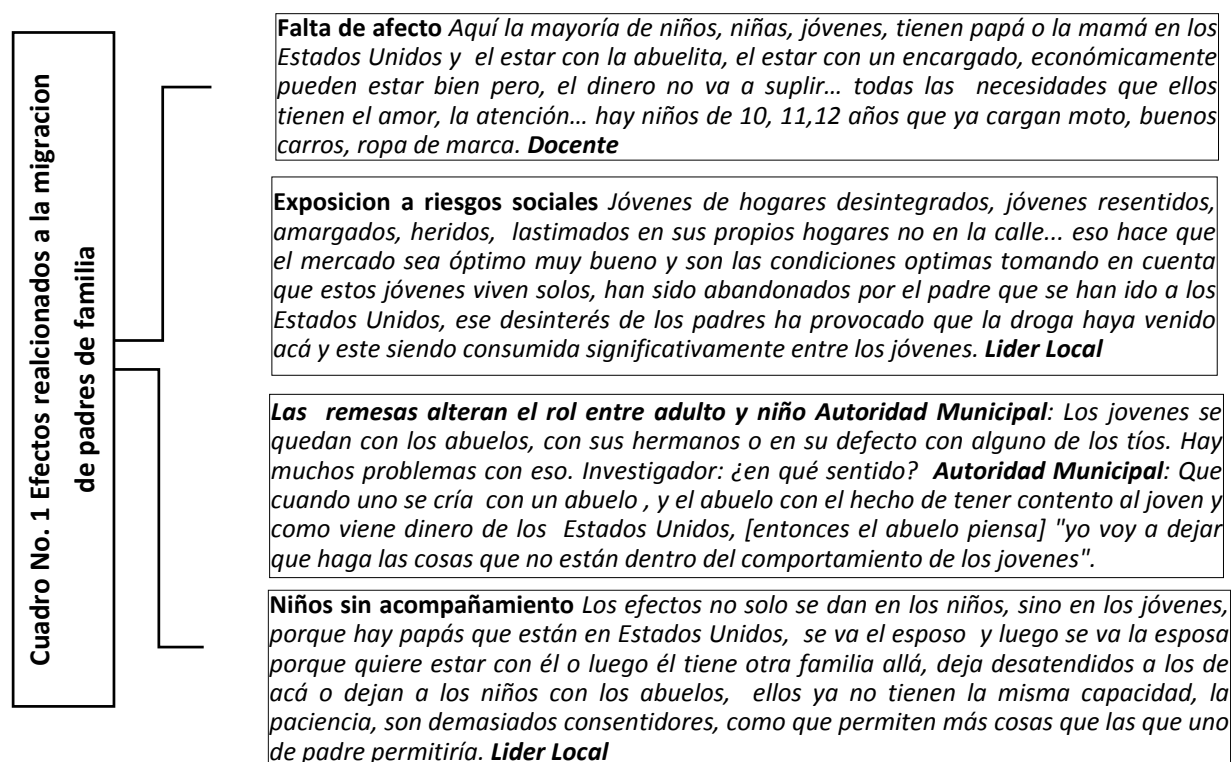 Cuadro No. 1 Efectos realcionados a la migracion
de padres de familia
Falta de afecto Aquí la mayoría de niños, niñas, jóvenes, tienen papá o la mamá en los
Estados Unidos y el estar con la abuelita, el estar con un encargado, económicamente
pueden estar bien pero, el dinero no va a suplir... todas las necesidades que ellos
tienen el amor, la atención... hay niños de 10, 11,12 años que ya cargan moto, buenos
carros, ropa de marca. Docente
Exposicion a riesgos sociales Jóvenes de hogares desintegrados, jóvenes resentidos,
amargados, heridos, lastimados en sus propios hogares no en la calle... eso hace que
el mercado sea óptimo muy bueno y son las condiciones optimas tomando en cuenta
que estos jóvenes viven solos, han sido abandonados por el padre que se han ido a los
Estados Unidos, ese desinterés de los padres ha provocado que la droga haya venido
acá y este siendo consumida significativamente entre los jóvenes. Lider Local
Las remesas alteran el rol entre adulto y niño Autoridad Municipal: Los jovenes se
quedan con los abuelos, con sus hermanos o en su defecto con alguno de los tíos. Hay
muchos problemas con eso. Investigador: ¿en qué sentido? Autoridad Municipal: Que
cuando uno se cría con un abuelo , y el abuelo con el hecho de tener contento al joven y
como viene dinero de los Estados Unidos, [entonces el abuelo piensa] "yo voy a dejar
que haga las cosas que no están dentro del comportamiento de los jovenes".
Niños sin acompañamiento Los efectos no solo se dan en los niños, sino en los jóvenes,
porque hay papás que están en Estados Unidos, se va el esposo y luego se va la esposa
porque quiere estar con él o luego él tiene otra familia allá, deja desatendidos a los de
acá o dejan a los niños con los abuelos, ellos ya no tienen la misma capacidad, la
paciencia, son demasiados consentidores, como que permiten más cosas que las que uno
de padre permitiría. Lider Local